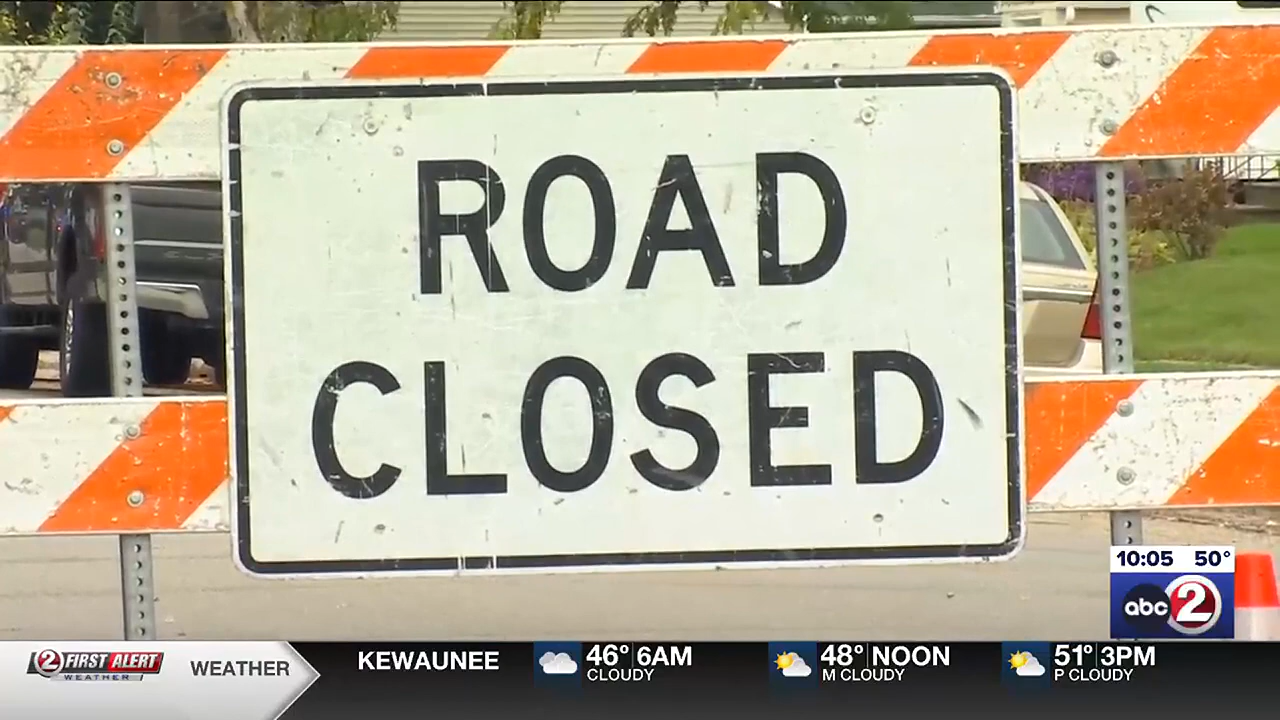 ROAD
CLOSED
10:05 50°
abc 2
2 FIRST ALERT
WEATHER
WEATHER
KEWAUNEE
46° 6AM
CLOUDY
48° NOON
M CLOUDY
51° 3PM
P CLOUDY